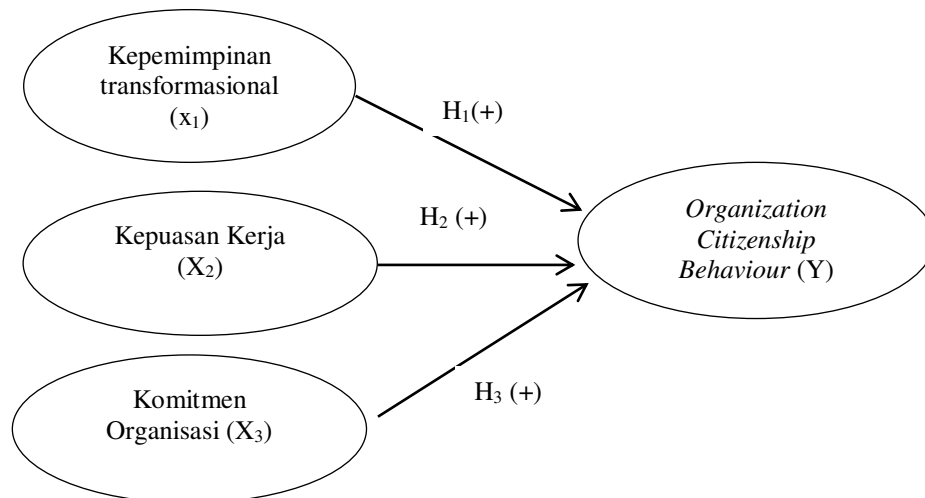 Kepemimpinan
transformasional
(x₁)
H₁(+)
Kepuasan Kerja
(X₂)
H₂ (+)
Organization
Citizenship
Behaviour (Y)
Komitmen
Organisasi (X₃)
H₃ (+)